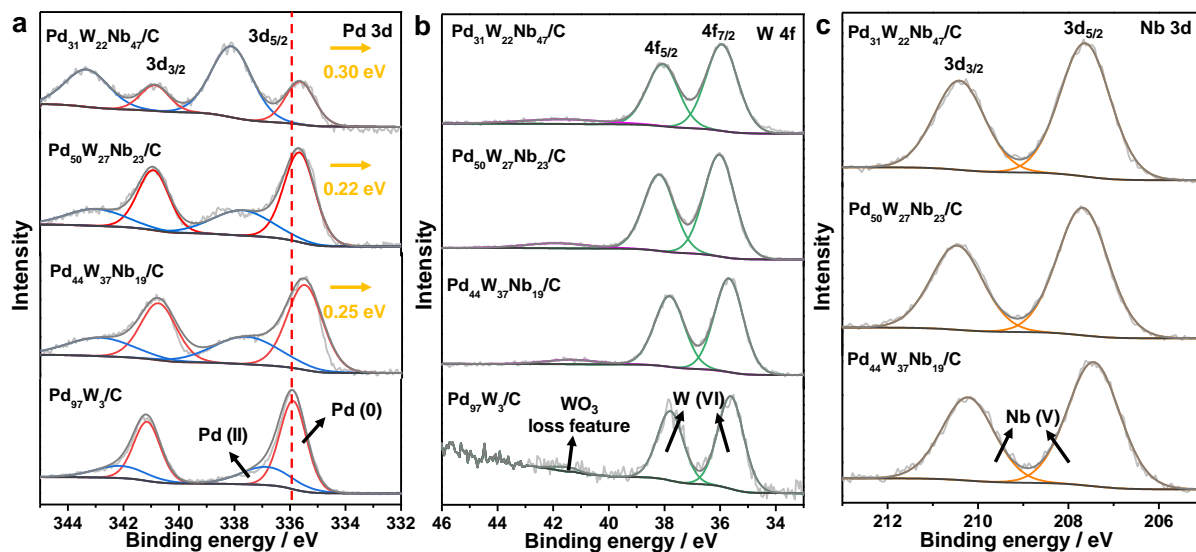 a
Pd 3d
Pd₃₁W₂₂Nb₄₇/C
3d₃/₂
3d₅/₂
0.30 eV
Pd₅₀W₂₇Nb₂₃/C
0.22 eV
Pd₄₄W₃₇Nb₁₉/C
0.25 eV
Pd₉₇W₃/C
Pd (II)
Pd (0)
Intensity
344 342 340 338 336 334 332
Binding energy / eV
b
W 4f
Pd₃₁W₂₂Nb₄₇/C
4f₅/₂
4f₇/₂
Pd₅₀W₂₇Nb₂₃/C
Pd₄₄W₃₇Nb₁₉/C
Pd₉₇W₃/C
WO₃
loss feature
W (VI)
Intensity
46 44 42 40 38 36 34
Binding energy / eV
c
Nb 3d
Pd₃₁W₂₂Nb₄₇/C
3d₃/₂
3d₅/₂
Pd₅₀W₂₇Nb₂₃/C
Pd₄₄W₃₇Nb₁₉/C
Nb (V)
Intensity
212 210 208 206
Binding energy / eV